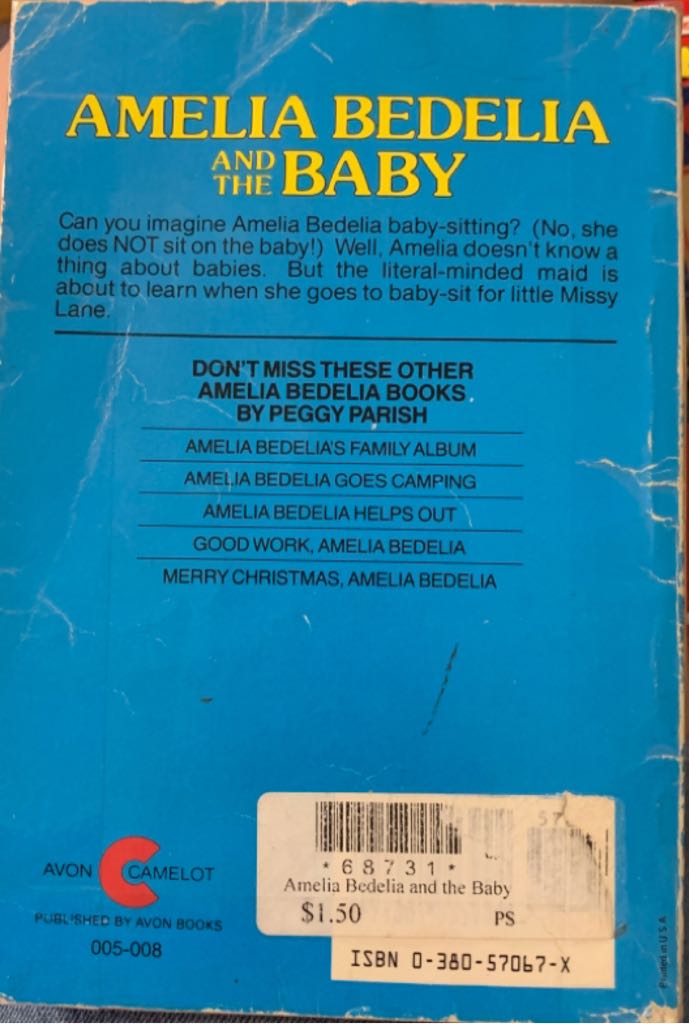 AMELIA BEDELIA
AND THE BABY
Can you imagine Amelia Bedelia baby-sitting? (No, she
does NOT sit on the baby!) Well, Amelia doesn't know a
thing about babies. But the literal-minded maid is
about to learn when she goes to baby-sit for little Missy
Lane.
DON'T MISS THESE OTHER
AMELIA BEDELIA BOOKS
BY PEGGY PARISH
AMELIA BEDELIA'S FAMILY ALBUM
AMELIA BEDELIA GOES CAMPING
AMELIA BEDELIA HELPS OUT
GOOD WORK, AMELIA BEDELIA
MERRY CHRISTMAS, AMELIA BEDELIA
AVON CAMELOT
PUBLISHED BY AVON BOOKS
005-008
*68731*
Amelia Bedelia and the Baby
$1.50 PS
ISBN 0-380-57067-X
Printed in U.S.A.